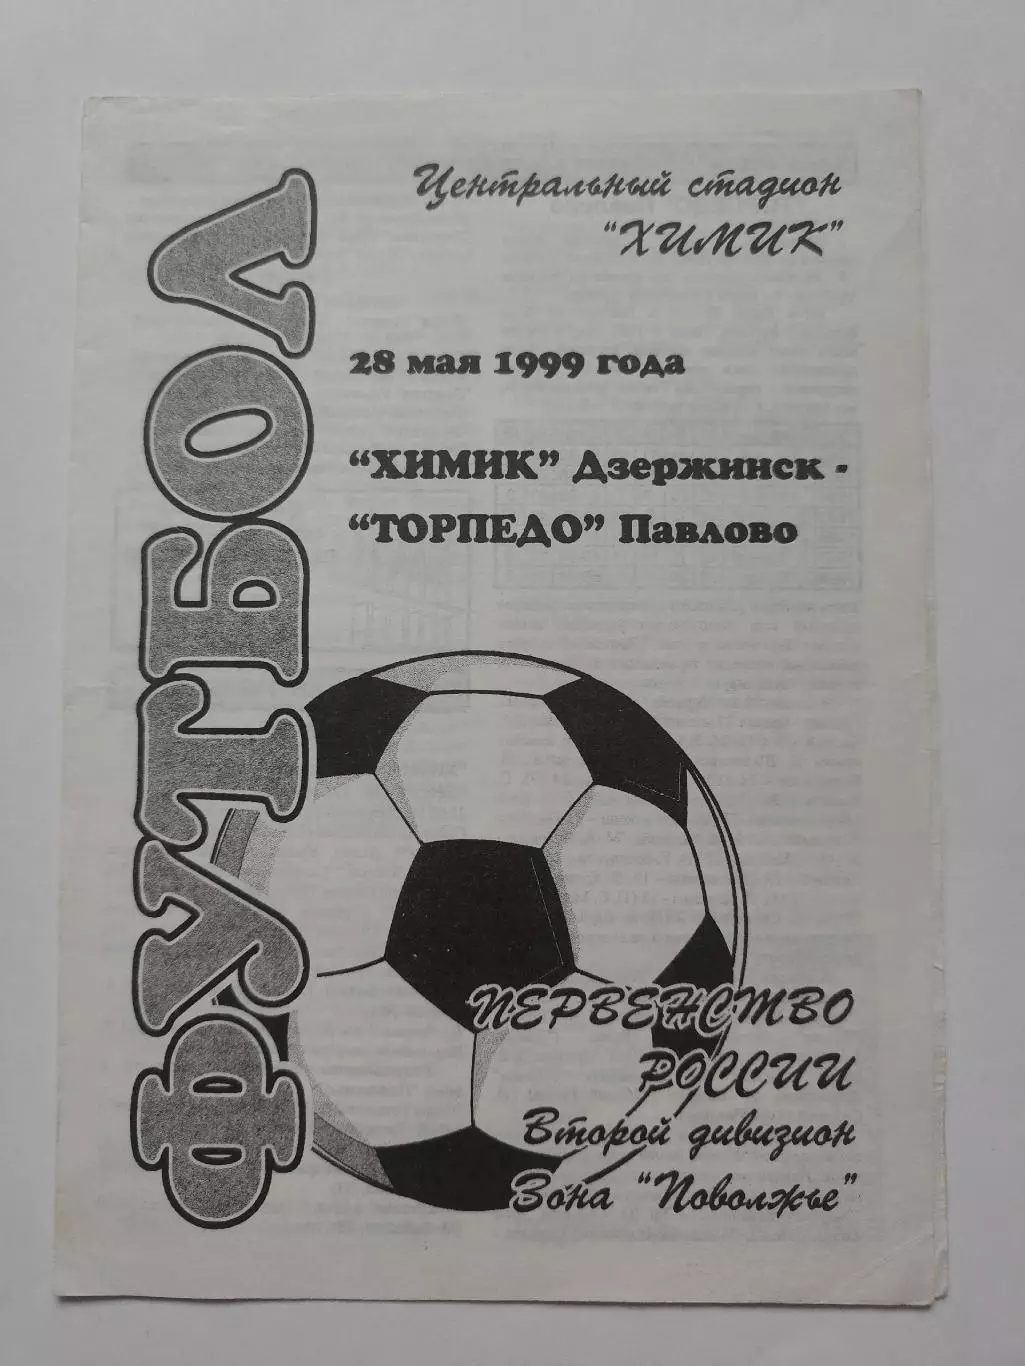 ФУТБОЛ
Центральный стадион
"ХИМИК"
28 мая 1999 года
"ХИМИК" Дзержинск -
"ТОРПЕДО" Павлово
ПЕРВЕНСТВО
РОССИИ
Второй дивизион
Зона "Поволжье"